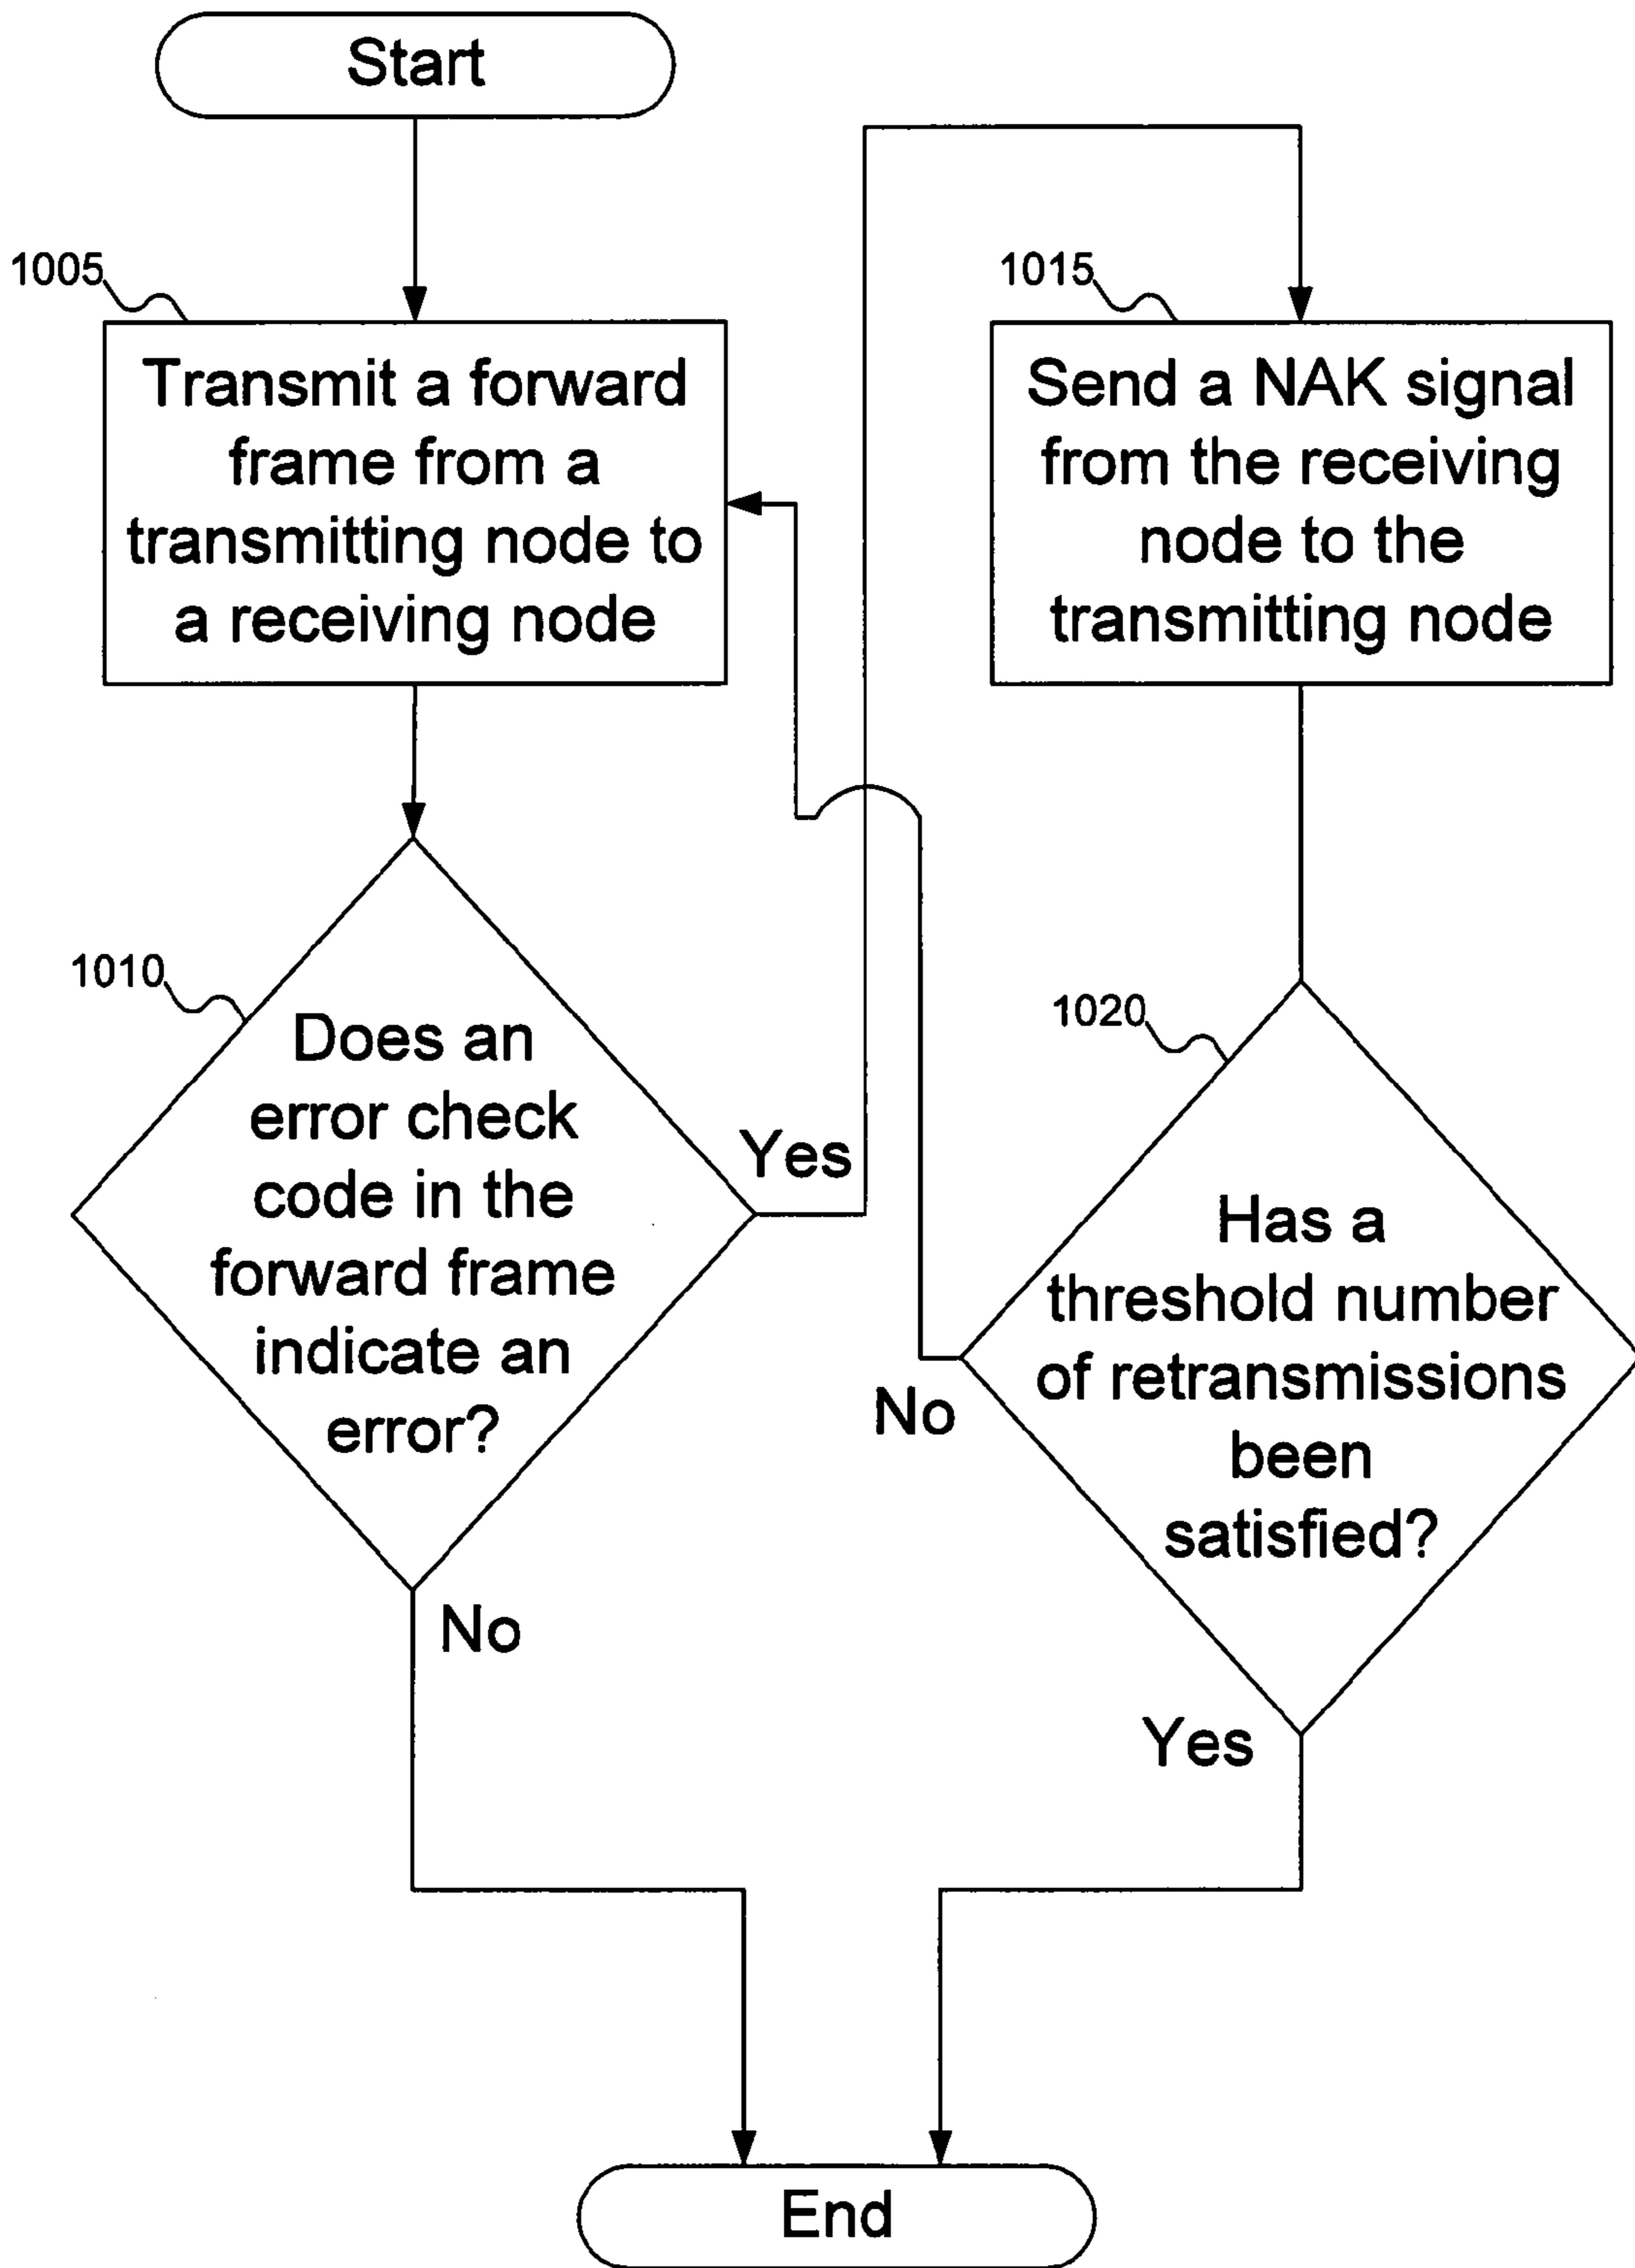 Start
1005
Transmit a forward
frame from a
transmitting node to
a receiving node
1010
Does an
error check
code in the
forward frame
indicate an
error?
Yes
No
1015
Send a NAK signal
from the receiving
node to the
transmitting node
1020
Has a
threshold number
of retransmissions
been
satisfied?
No
Yes
End